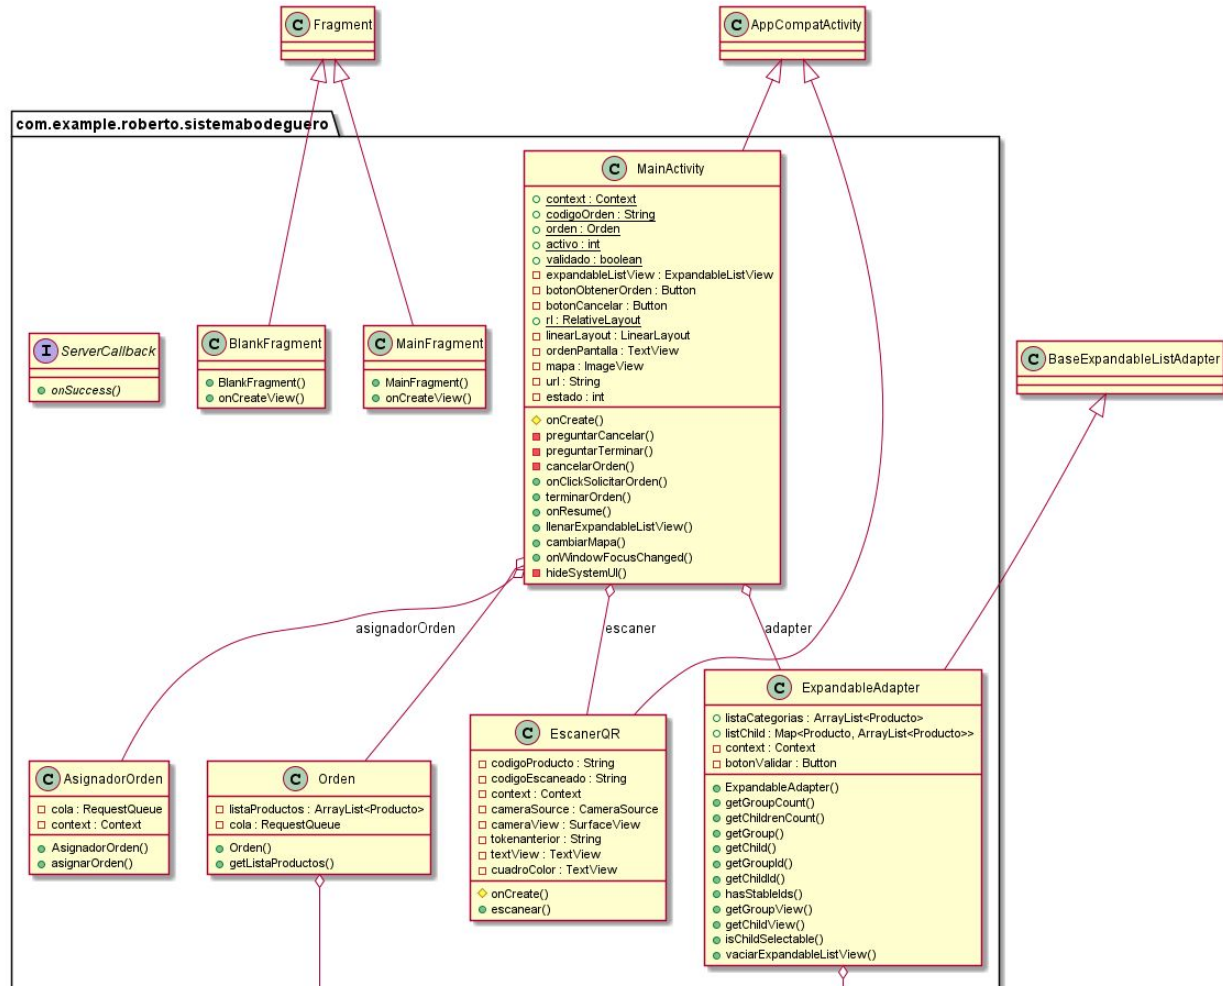 C Fragment
C AppCompatActivity
com.example.roberto.sistemabodeguero
C MainActivity
context : Context
codigoOrden : String
orden : Orden
activo : int
validado : boolean
expandableListView : ExpandableListView
botonObtenerOrden : Button
botonCancelar : Button
rl : RelativeLayout
linearLayout : LinearLayout
ordenPantalla : TextView
mapa : ImageView
url : String
estado : int
onCreate()
preguntarCancelar()
preguntarTerminar()
cancelarOrden()
onClickSolicitarOrden()
terminarOrden()
onResume()
llenarExpandableListView()
cambiarMapa()
onWindowFocusChanged()
hideSystemUI()
I ServerCallback
onSuccess()
C BlankFragment
BlankFragment()
onCreateView()
C MainFragment
MainFragment()
onCreateView()
C BaseExpandableListAdapter
asignadorOrden
escaner
adapter
C AsignadorOrden
cola : RequestQueue
context : Context
AsignadorOrden()
asignarOrden()
C Orden
listaProductos : ArrayList<Producto>
cola : RequestQueue
Orden()
getListaProductos()
C EscanerQR
codigoProducto : String
codigoEscaneado : String
context : Context
cameraSource : CameraSource
cameraView : SurfaceView
tokenanterior : String
textView : TextView
cuadroColor : TextView
onCreate()
escanear()
C ExpandableAdapter
listaCategorias : ArrayList<Producto>
listChild : Map<Producto, ArrayList<Producto>>
context : Context
botonValidar : Button
ExpandableAdapter()
getGroupCount()
getChildrenCount()
getGroup()
getChild()
getGroupId()
getChildId()
hasStableIds()
getGroupView()
getChildView()
isChildSelectable()
vaciarExpandableListView()